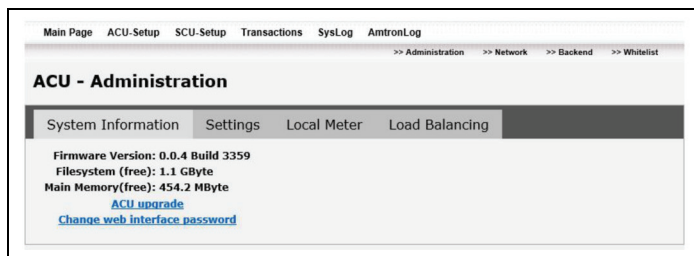 Main Page ACU-Setup SCU-Setup Transactions SysLog AmtronLog
>> Administration >> Network >> Backend >> Whitelist
ACU - Administration
System Information Settings Local Meter Load Balancing
Firmware Version: 0.0.4 Build 3359
Filesystem (free): 1.1 GByte
Main Memory(free): 454.2 MByte
ACU upgrade
Change web interface password